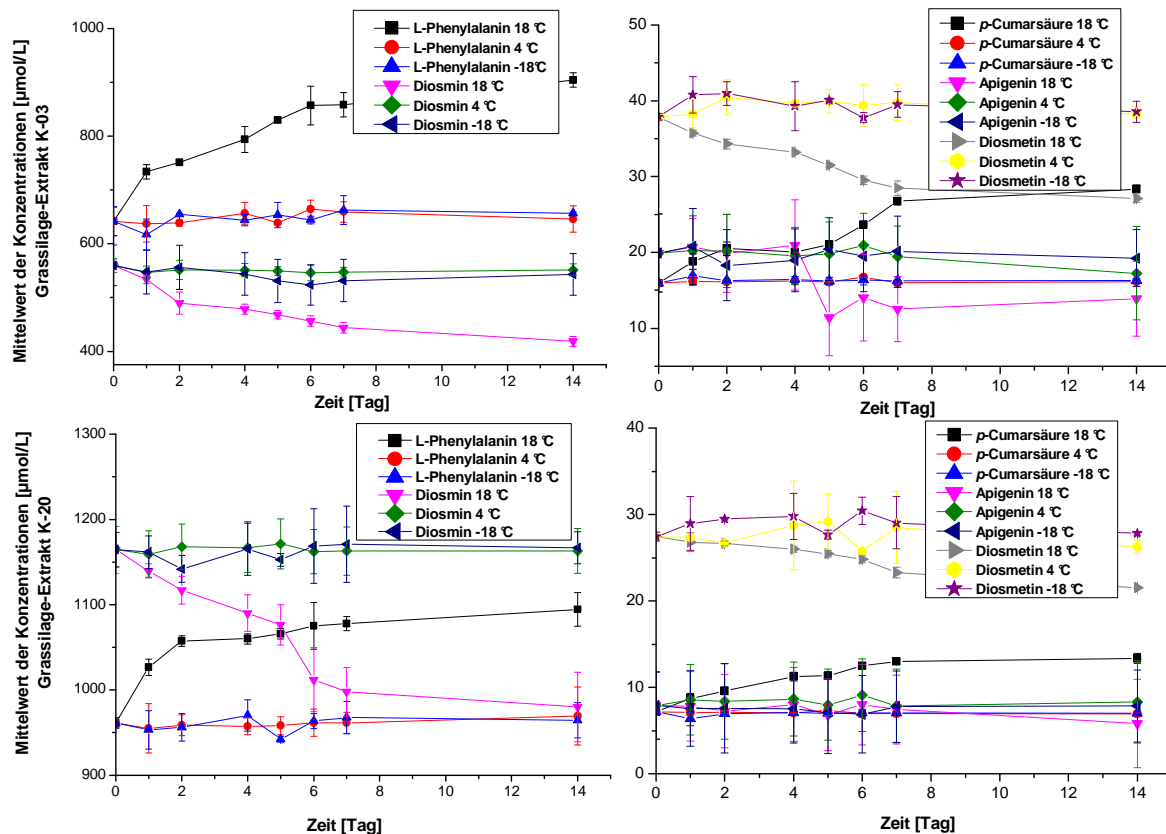 Mittelwert der Konzentrationen [µmol/L]
Grassilage-Extrakt K-03
1000
800
600
400
0 2 4 6 8 10 12 14
Zeit [Tag]
L-Phenylalanin 18 °C
L-Phenylalanin 4 °C
L-Phenylalanin -18°C
Diosmin 18 °C
Diosmin 4 °C
Diosmin -18 °C
50
40
30
20
10
0 2 4 6 8 10 12 14
Zeit [Tag]
p-Cumarsäure 18 °C
p-Cumarsäure 4 °C
p-Cumarsäure -18 °C
Apigenin 18 °C
Apigenin 4 °C
Apigenin -18 °C
Diosmetin 18 °C
Diosmetin 4 °C
Diosmetin -18 °C
Mittelwert der Konzentrationen [µmol/L]
Grassilage-Extrakt K-20
1300
1200
1100
1000
900
0 2 4 6 8 10 12 14
Zeit [Tag]
L-Phenylalanin 18 °C
L-Phenylalanin 4 °C
L-Phenylalanin -18 °C
Diosmin 18 °C
Diosmin 4 °C
Diosmin -18 °C
40
30
20
10
0
0 2 4 6 8 10 12 14
Zeit [Tag]
p-Cumarsäure 18 °C
p-Cumarsäure 4 °C
p-Cumarsäure -18 °C
Apigenin 18 °C
Apigenin 4 °C
Apigenin -18 °C
Diosmetin 18 °C
Diosmetin 4 °C
Diosmetin -18 °C